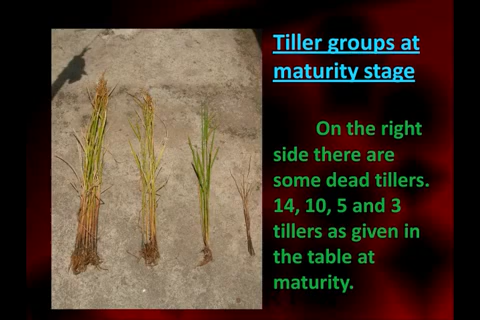 Tiller groups at
maturity stage
On the right
side there are
some dead tillers.
14, 10, 5 and 3
tillers as given in
the table at
maturity.